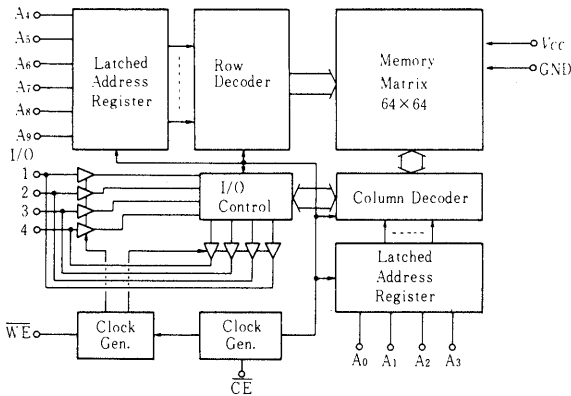 A4
A5
A6
A7
A8
A9
Latched
Address
Register
Row
Decoder
Memory
Matrix
64×64
VCC
GND
I/O
1
2
3
4
I/O
Control
Column Decoder
Latched
Address
Register
WE
Clock
Gen.
Clock
Gen.
CE
A0
A1
A2
A3